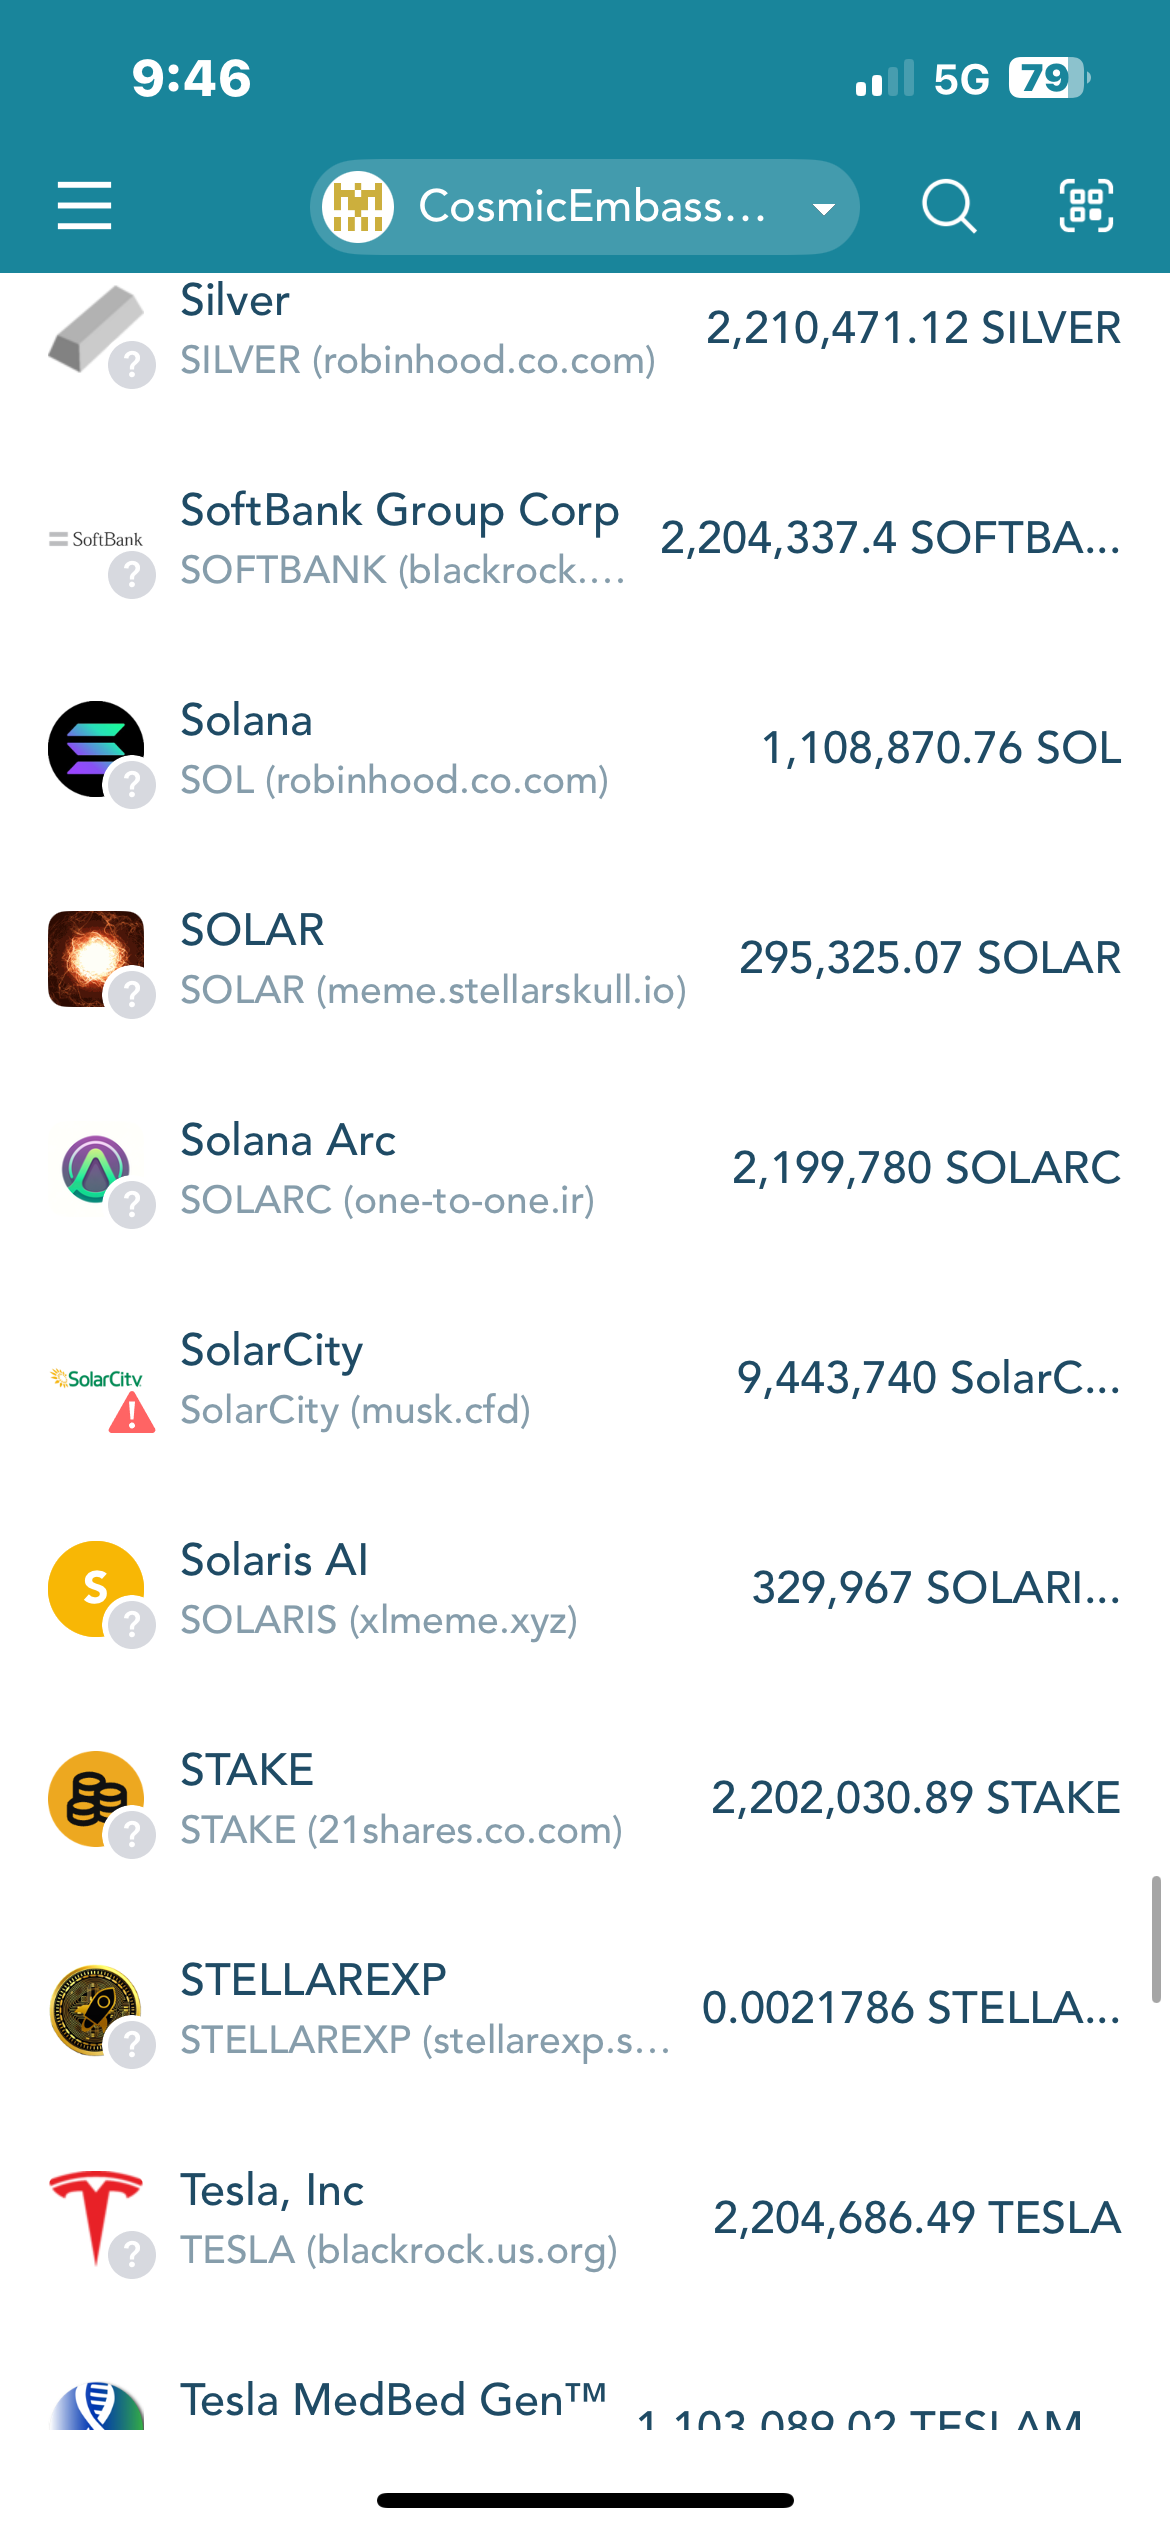 9:46
5G 79
CosmicEmbass...
Silver
2,210,471.12 SILVER
SILVER (robinhood.co.com)
SoftBank Group Corp
2,204,337.4 SOFTBA...
SoftBank
SOFTBANK (blackrock....
Solana
1,108,870.76 SOL
SOL (robinhood.co.com)
SOLAR
295,325.07 SOLAR
SOLAR (meme.stellarskull.io)
Solana Arc
2,199,780 SOLARC
SOLARC (one-to-one.ir)
SolarCity
9,443,740 SolarC...
SolarCity
SolarCity (musk.cfd)
Solaris AI
329,967 SOLARI...
S
SOLARIS (xlmeme.xyz)
STAKE
2,202,030.89 STAKE
STAKE (21shares.co.com)
STELLAREXP
0.0021786 STELLA...
STELLAREXP (stellarexp.s...
Tesla, Inc
2,204,686.49 TESLA
TESLA (blackrock.us.org)
Tesla MedBed Gen™
1,103,089.02 TESLAM